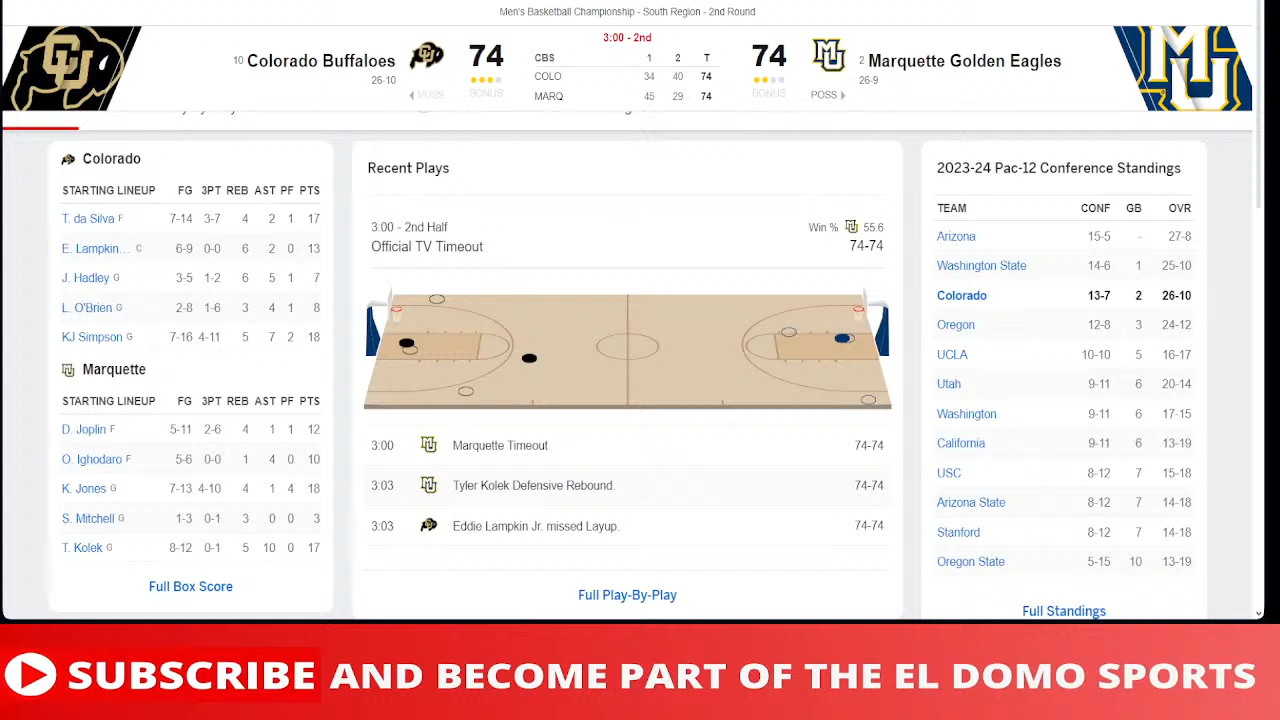 Men's Basketball Championship - South Region - 2nd Round
3:00 - 2nd
10 Colorado Buffaloes 74 CBS 1 2 T 74 2 Marquette Golden Eagles
26-10 COLO 34 40 74 26-9
MOSS BONUS MARQ 45 29 74 BONUS POSS
Colorado
STARTING LINEUP FG 3PT REB AST PF PTS
T. da Silva F 7-14 3-7 4 2 1 17
E. Lampkin... C 6-9 0-0 6 2 0 13
J. Hadley G 3-5 1-2 6 5 1 7
L. O'Brien G 2-8 1-6 3 4 1 8
KJ Simpson G 7-16 4-11 5 7 2 18
Marquette
STARTING LINEUP FG 3PT REB AST PF PTS
D. Joplin F 5-11 2-6 4 1 1 12
O. Ighodaro F 5-6 0-0 1 4 0 10
K. Jones G 7-13 4-10 4 1 4 18
S. Mitchell G 1-3 0-1 3 0 0 3
T. Kolek G 8-12 0-1 5 10 0 17
Full Box Score
Recent Plays
3:00 - 2nd Half Win % 55.6
Official TV Timeout 74-74
3:00 Marquette Timeout 74-74
3:03 Tyler Kolek Defensive Rebound. 74-74
3:03 Eddie Lampkin Jr. missed Layup. 74-74
Full Play-By-Play
2023-24 Pac-12 Conference Standings
TEAM CONF GB OVR
Arizona 15-5 - 27-8
Washington State 14-6 1 25-10
Colorado 13-7 2 26-10
Oregon 12-8 3 24-12
UCLA 10-10 5 16-17
Utah 9-11 6 20-14
Washington 9-11 6 17-15
California 9-11 6 13-19
USC 8-12 7 15-18
Arizona State 8-12 7 14-18
Stanford 8-12 7 14-18
Oregon State 5-15 10 13-19
Full Standings
SUBSCRIBE AND BECOME PART OF THE EL DOMO SPORTS